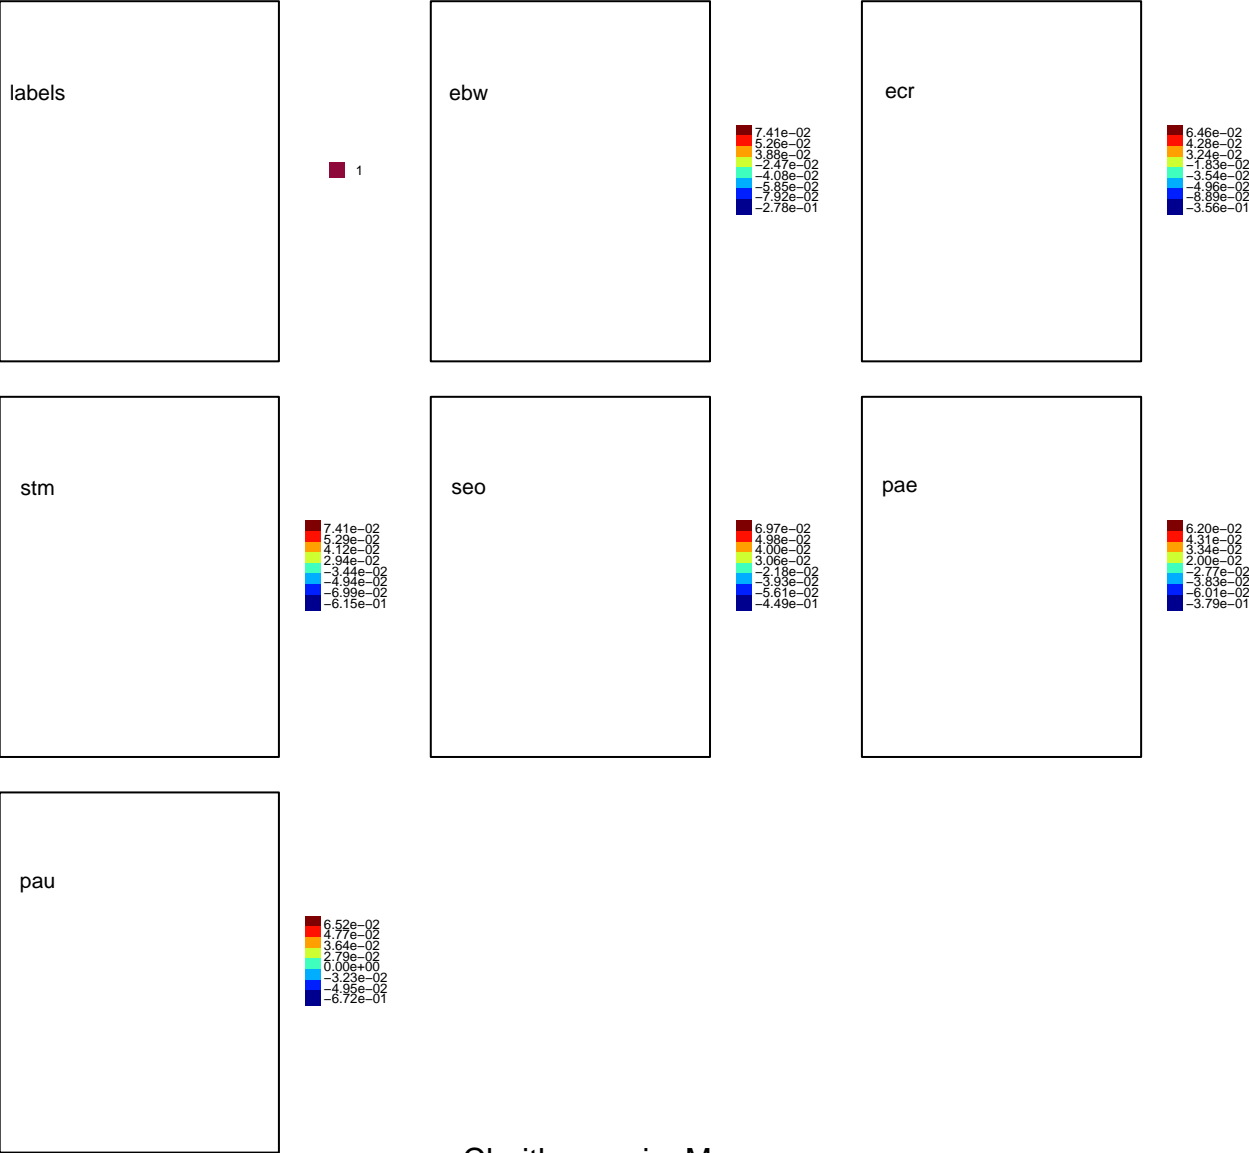 labels
1
ebw
7.41e−02
5.26e−02
3.88e−02
−2.47e−02
−4.08e−02
−5.85e−02
−7.92e−02
−2.78e−01
ecr
6.46e−02
4.28e−02
3.24e−02
−1.83e−02
−3.54e−02
−4.96e−02
−8.89e−02
−3.56e−01
stm
7.41e−02
5.29e−02
4.12e−02
2.94e−02
−3.44e−02
−4.94e−02
−6.99e−02
−6.15e−01
seo
6.97e−02
4.98e−02
4.00e−02
3.06e−02
−2.18e−02
−3.93e−02
−5.61e−02
−4.49e−01
pae
6.20e−02
4.31e−02
3.34e−02
2.00e−02
−2.77e−02
−3.83e−02
−6.01e−02
−3.79e−01
pau
6.52e−02
4.77e−02
3.64e−02
2.79e−02
0.00e+00
−3.23e−02
−4.95e−02
−6.72e−01